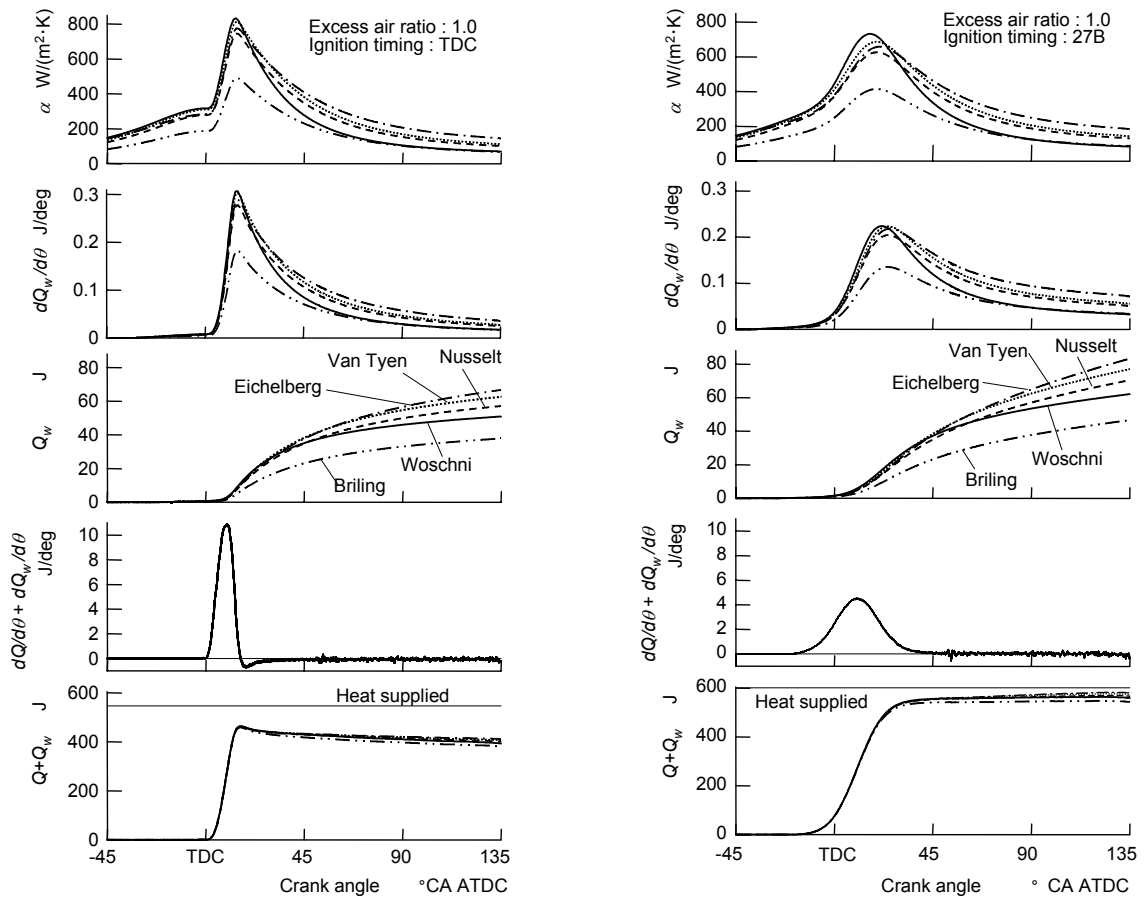 Excess air ratio : 1.0
Ignition timing : TDC
α W/(m²·K)
800
600
400
200
0
dQw/dθ J/deg
0.3
0.2
0.1
0
Qw J
80
60
40
20
0
Van Tyen
Nusselt
Eichelberg
Woschni
Briling
dQ/dθ + dQw/dθ
J/deg
10
8
6
4
2
0
Q+Qw J
600
400
200
0
Heat supplied
-45 TDC 45 90 135
Crank angle °CA ATDC
Excess air ratio : 1.0
Ignition timing : 27B
α W/(m²·K)
800
600
400
200
0
dQw/dθ J/deg
0.3
0.2
0.1
0
Qw J
80
60
40
20
0
Van Tyen
Nusselt
Eichelberg
Woschni
Briling
dQ/dθ + dQw/dθ
J/deg
10
8
6
4
2
0
Q+Qw J
600
400
200
0
Heat supplied
-45 TDC 45 90 135
Crank angle ° CA ATDC